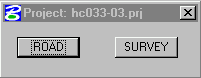 Project: hc033-03.prj
ROAD SURVEY